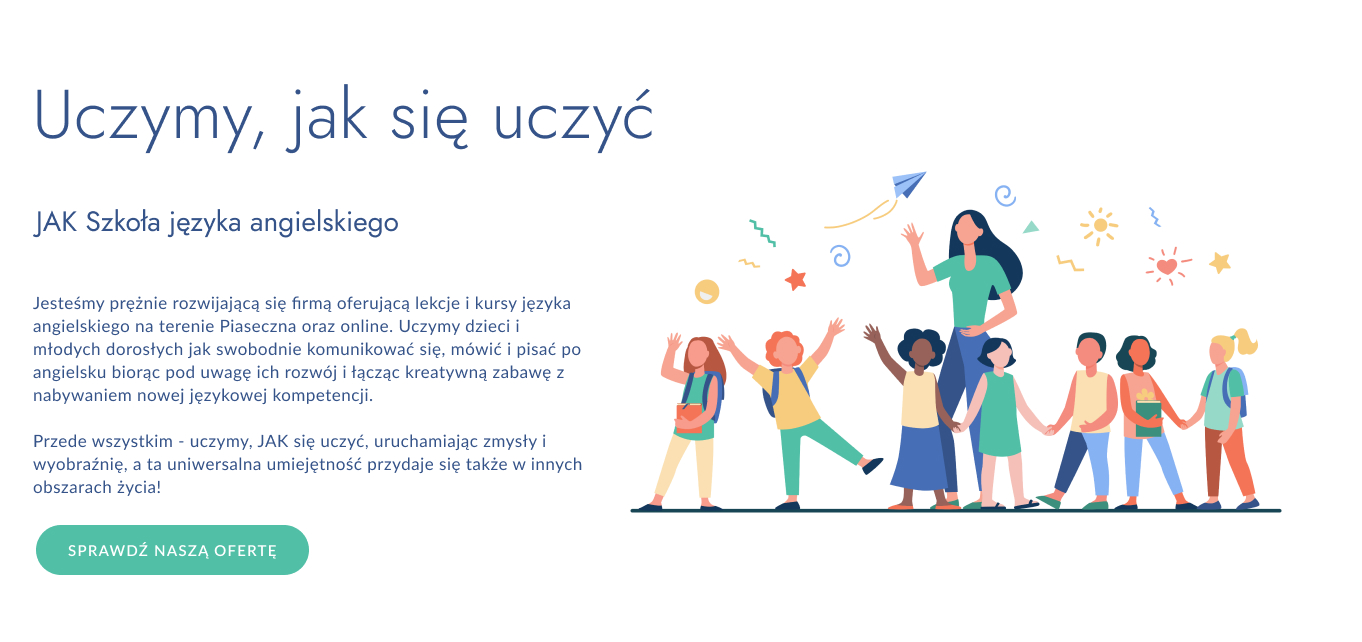 Uczymy, jak się uczyć
JAK Szkoła języka angielskiego
Jesteśmy prężnie rozwijającą się firmą oferującą lekcje i kursy języka
angielskiego na terenie Piaseczna oraz online. Uczymy dzieci i
młodych dorosłych jak swobodnie komunikować się, mówić i pisać po
angielsku biorąc pod uwagę ich rozwój i łącząc kreatywną zabawę z
nabywaniem nowej językowej kompetencji.
Przede wszystkim - uczymy, JAK się uczyć, uruchamiając zmysły i
wyobraźnię, a ta uniwersalna umiejętność przydaje się także w innych
obszarach życia!
SPRAWDŹ NASZĄ OFERTĘ